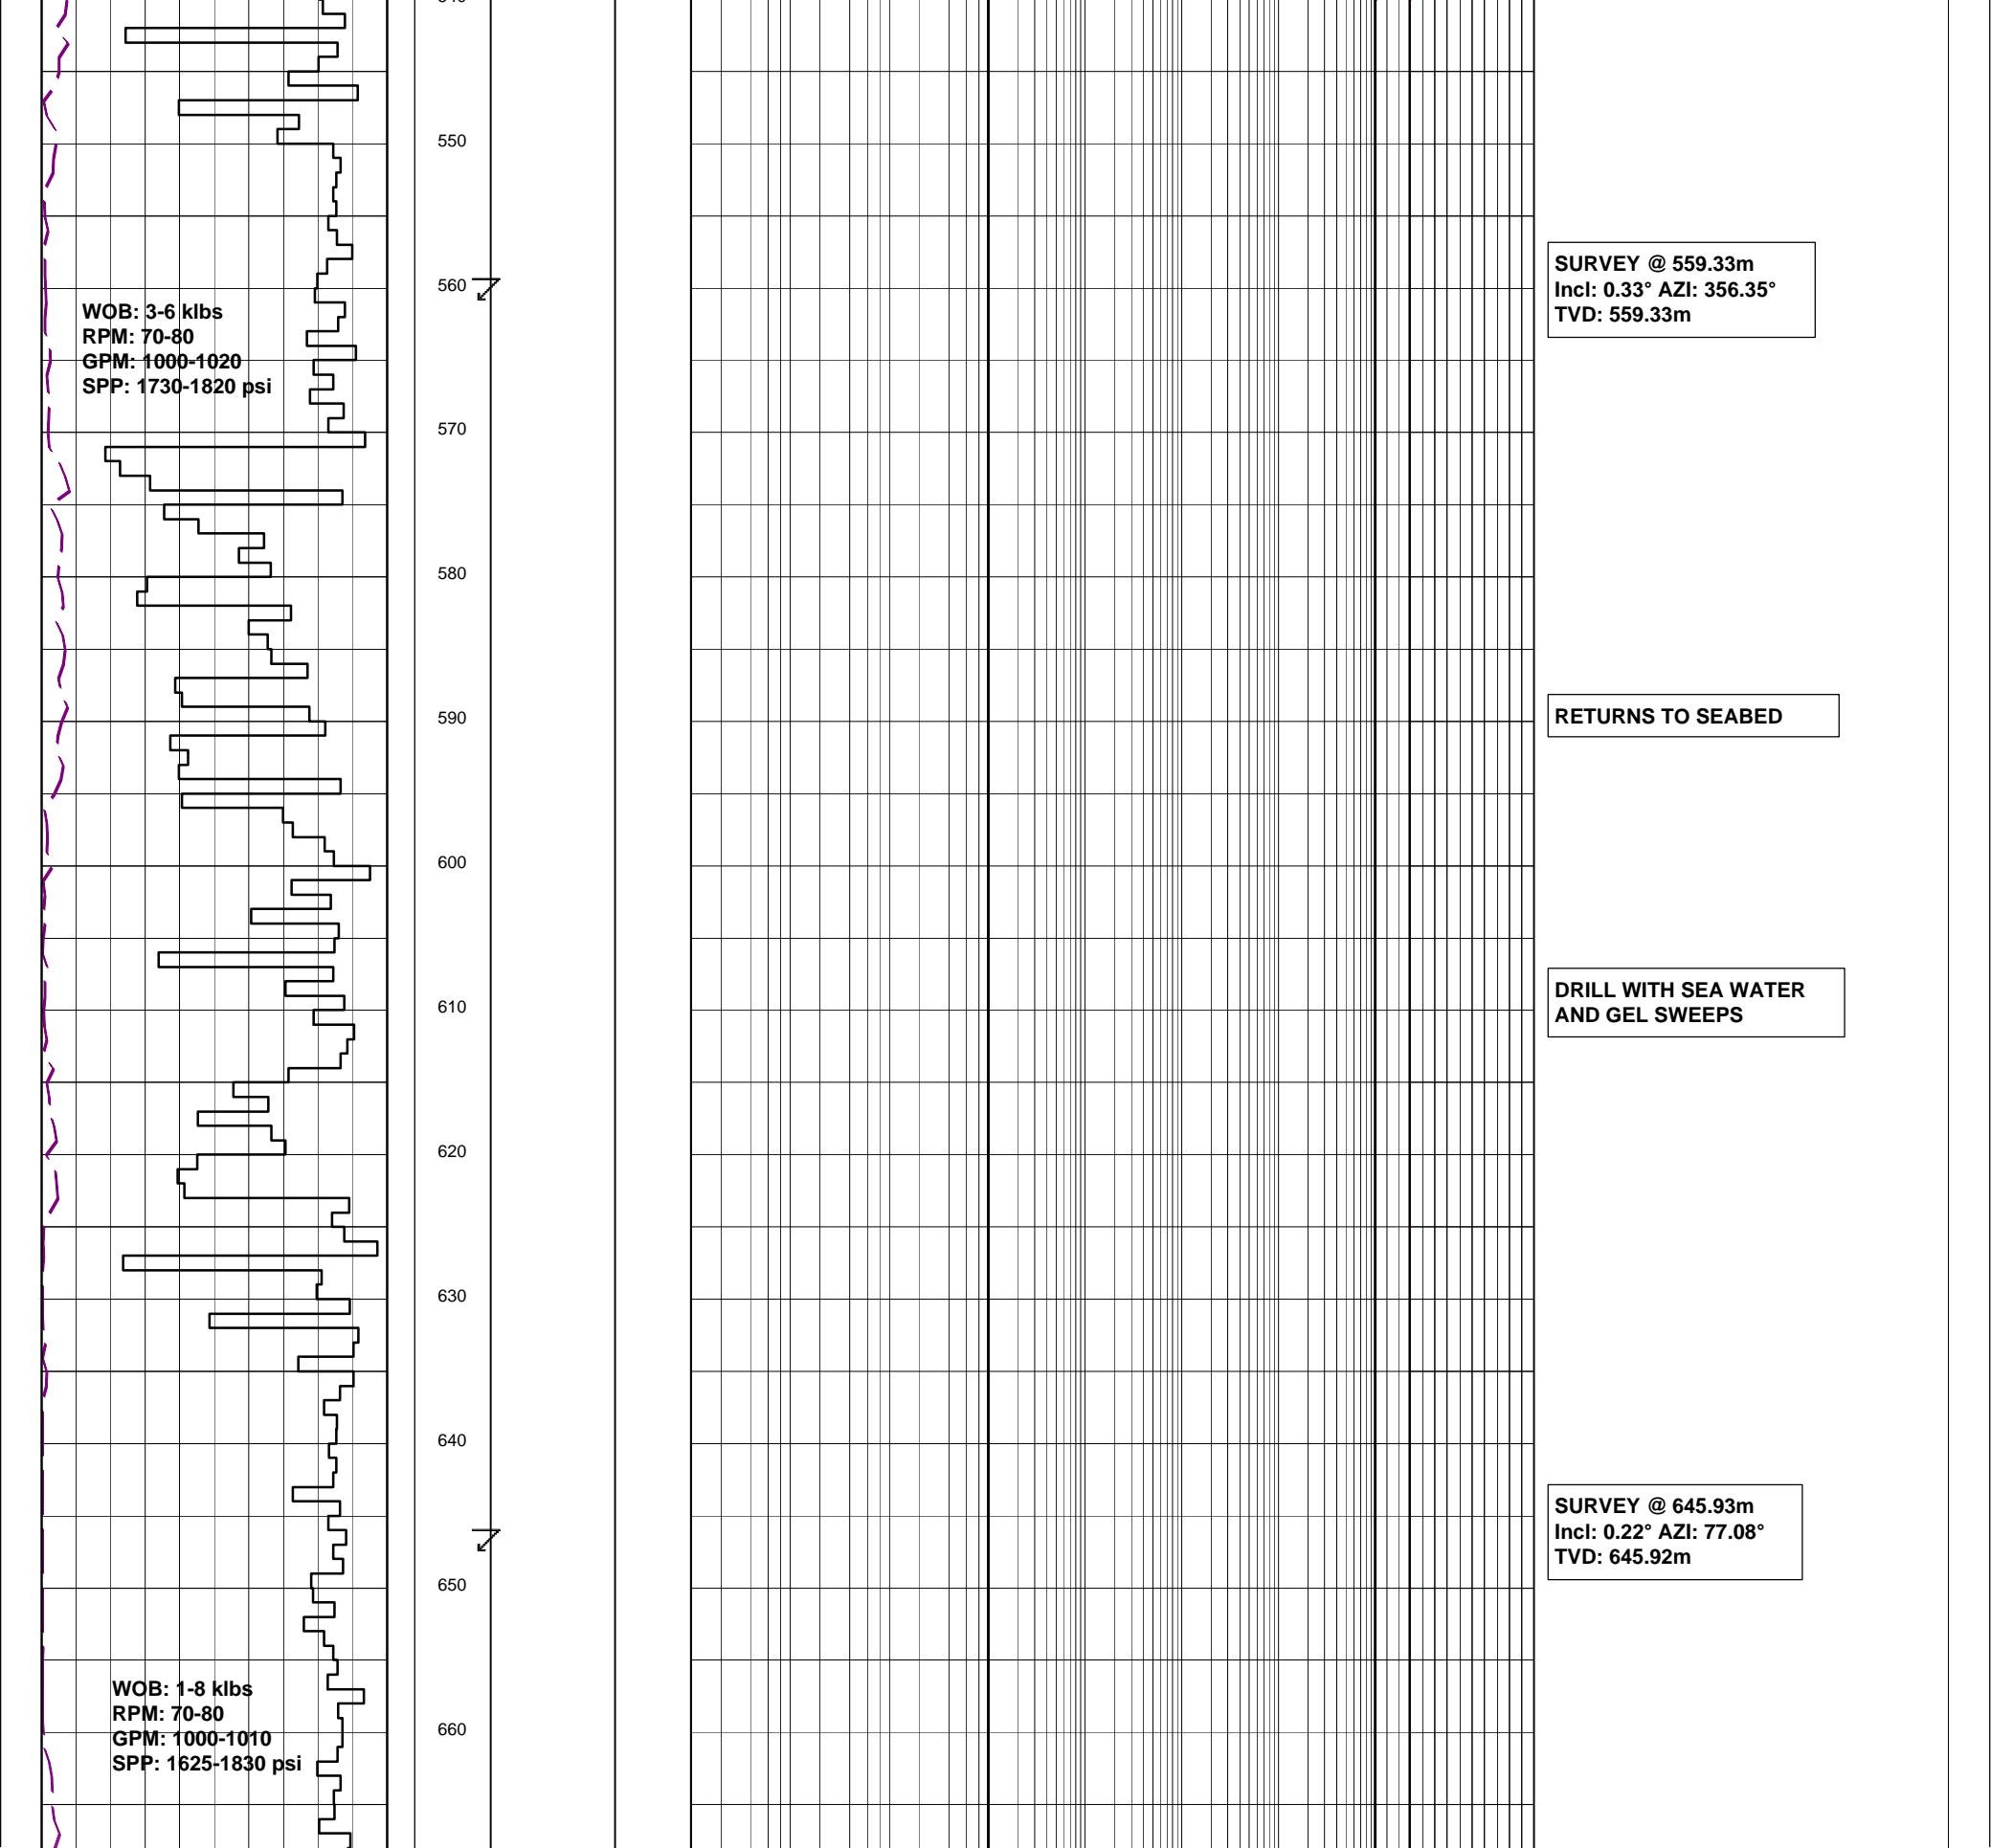 550
SURVEY @ 559.33m
Incl: 0.33° AZI: 356.35°
TVD: 559.33m
560
WOB: 3-6 klbs
RPM: 70-80
GPM: 1000-1020
SPP: 1730-1820 psi
570
580
590
RETURNS TO SEABED
600
DRILL WITH SEA WATER
AND GEL SWEEPS
610
620
630
640
SURVEY @ 645.93m
Incl: 0.22° AZI: 77.08°
TVD: 645.92m
650
WOB: 1-8 klbs
RPM: 70-80
GPM: 1000-1010
SPP: 1625-1830 psi
660